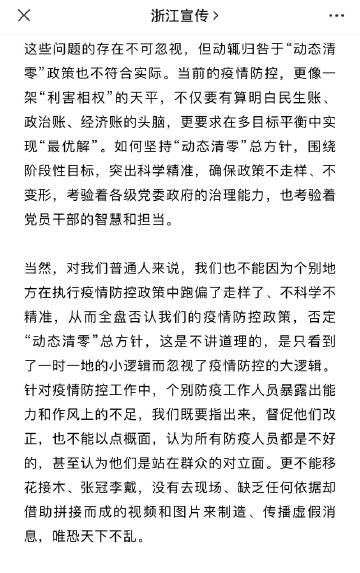 浙江宣传 >
这些问题的存在不可忽视，但动辄归咎于“动态清
零”政策也不符合实际。当前的疫情防控，更像一
架“利害相权”的天平，不仅要有算明白民生账、
政治账、经济账的头脑，更要求在多目标平衡中实
现“最优解”。如何坚持“动态清零”总方针，围绕
阶段性目标，突出科学精准，确保政策不走样、不
变形，考验着各级党委政府的治理能力，也考验着
党员干部的智慧和担当。
当然，对我们普通人来说，我们也不能因为个别地
方在执行疫情防控政策中跑偏了走样了、不科学不
精准，从而全盘否认我们的疫情防控政策，否定
“动态清零”总方针，这是不讲道理的，是只看到
了一时一地的小逻辑而忽视了疫情防控的大逻辑。
针对疫情防控工作中，个别防疫工作人员暴露出能
力和作风上的不足，我们既要指出来，督促他们改
正，也不能以点概面，认为所有防疫人员都是不好
的，甚至认为他们是站在群众的对立面。更不能移
花接木、张冠李戴，没有去现场、缺乏任何依据却
借助拼接而成的视频和图片来制造、传播虚假消
息，唯恐天下不乱。